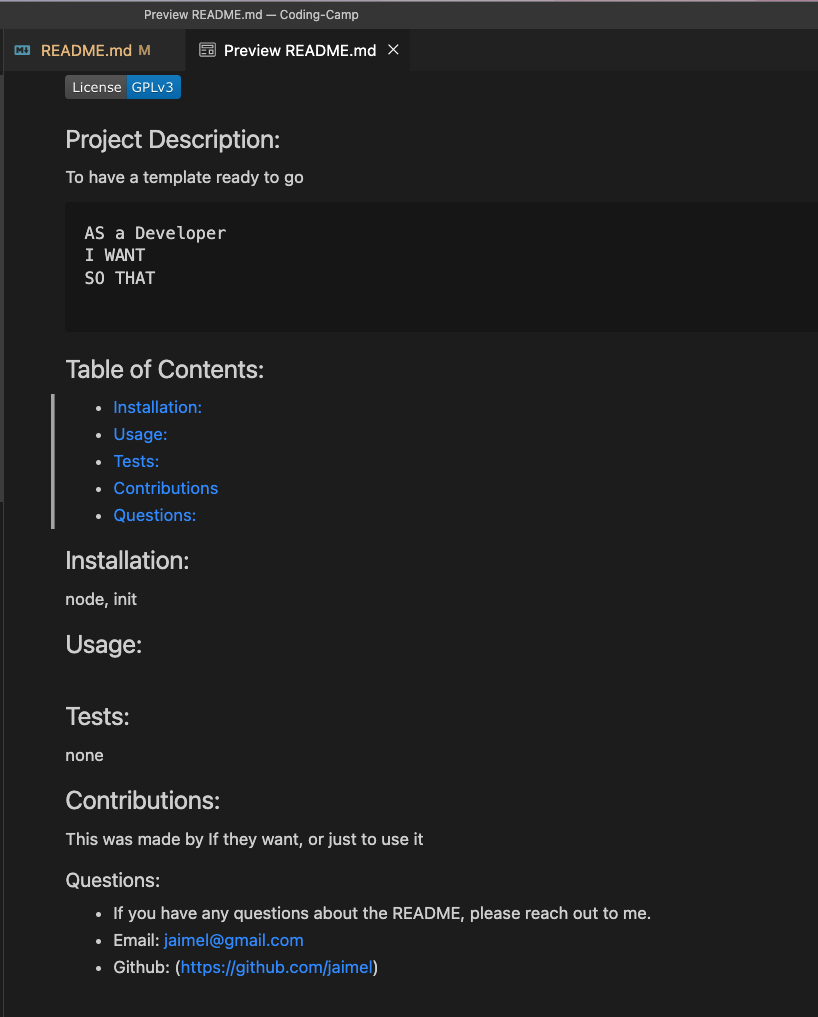 Preview README.md — Coding-Camp
README.md M
Preview README.md
License GPLv3
Project Description:
To have a template ready to go
AS a Developer
I WANT
SO THAT
Table of Contents:
Installation:
Usage:
Tests:
Contributions
Questions:
Installation:
node, init
Usage:
Tests:
none
Contributions:
This was made by If they want, or just to use it
Questions:
If you have any questions about the README, please reach out to me.
Email: jaimel@gmail.com
Github: (https://github.com/jaimel)